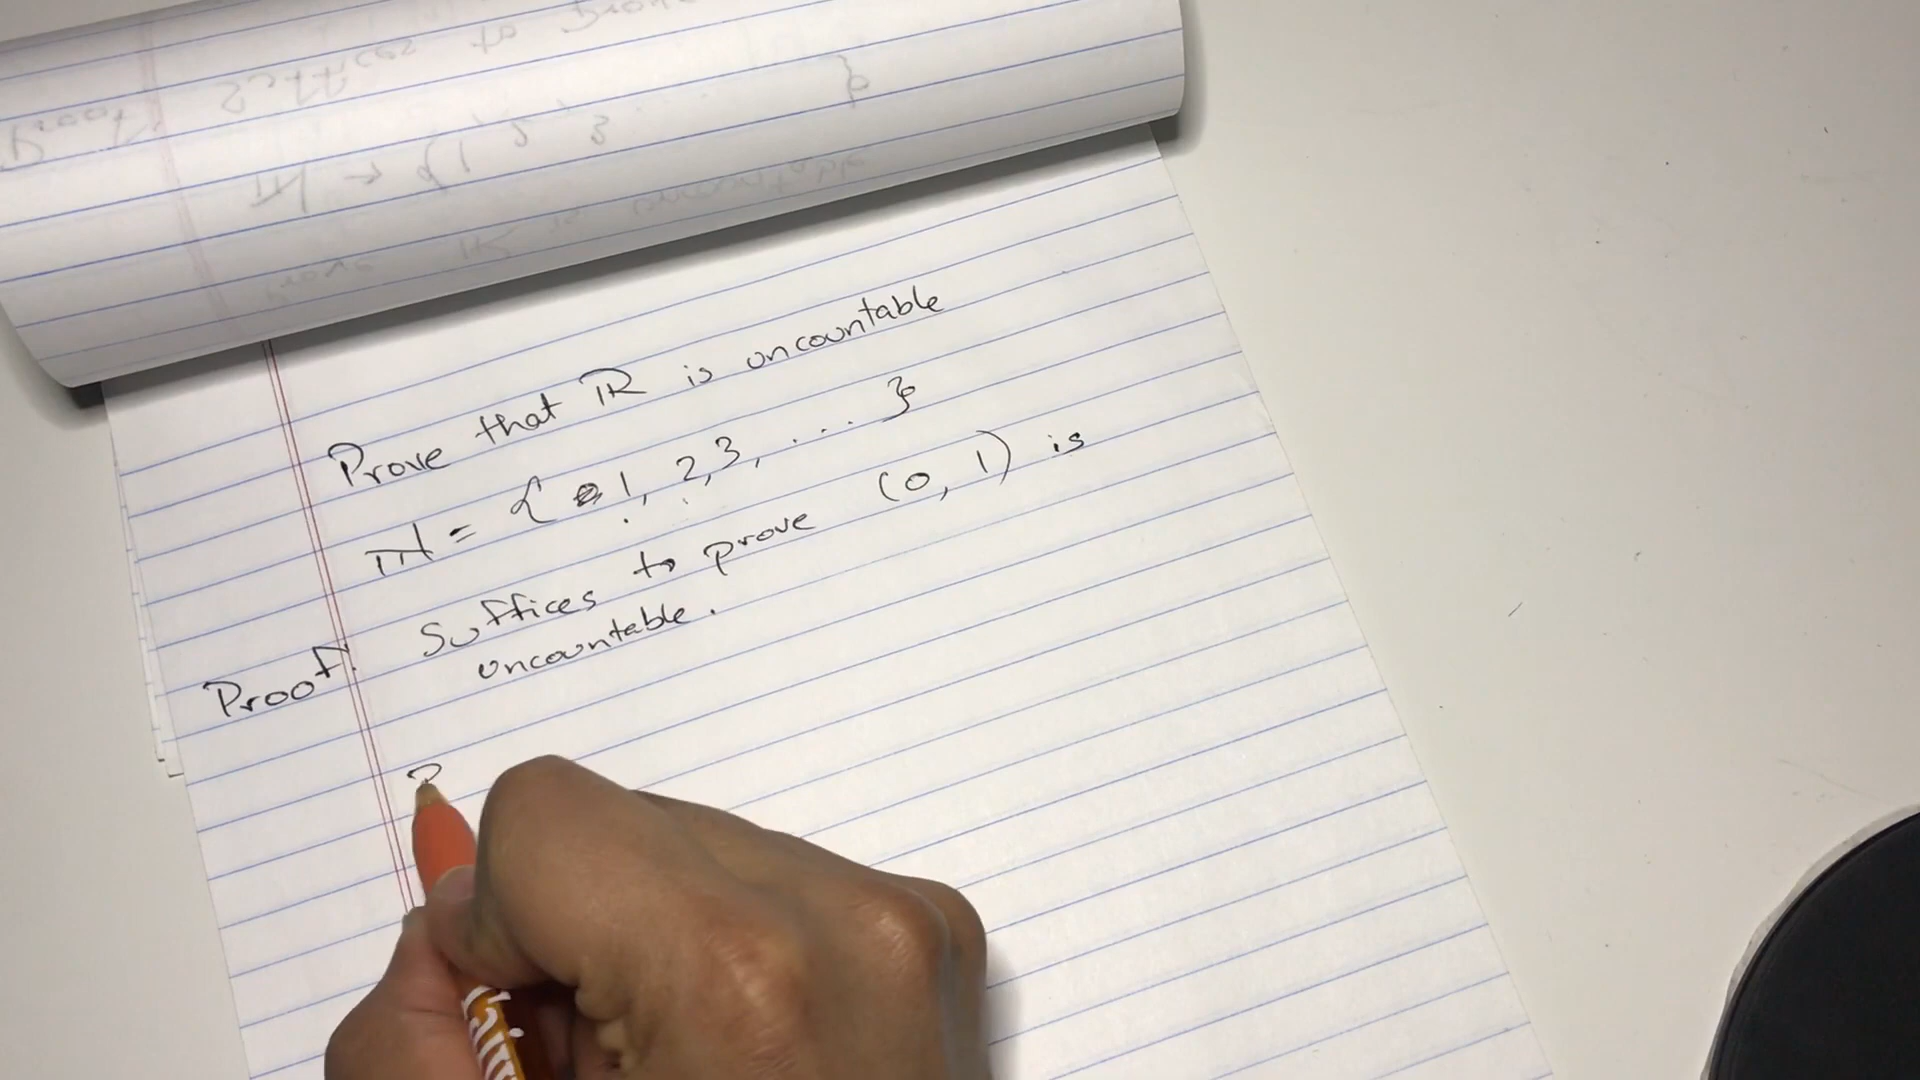 Prove that ℝ is uncountable
ℕ = { 1, 2, 3, .... }
Proof: Suffices to prove (0, 1) is
uncountable.